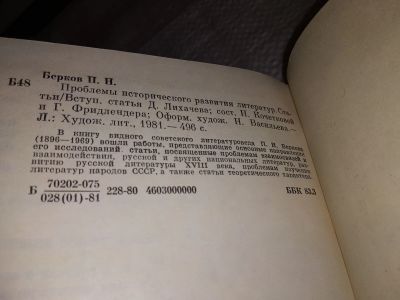 Берков П. Н.
Б48 Проблемы исторического развития литератур. Ста-
тьи/Вступ. статья Д. Лихачева; сост. Н. Кочетковой
и Г. Фридлендера; Оформ. худож. Н. Васильева.—
Л.: Худож. лит., 1981.— 496 с.
В книгу видного советского литературоведа П. Н. Беркова
(1896—1969) вошли работы, представляющие основные направления
его исследований: статьи, посвященные проблемам взаимосвязей и
взаимодействия, русской и других национальных литератур, раз-
витию русской литературы XVIII века, проблемам изучения
литератур народов СССР, а также статьи теоретического характера.
Б 70202-075 228-80 4603000000
028(01)-81
ББК 83.3